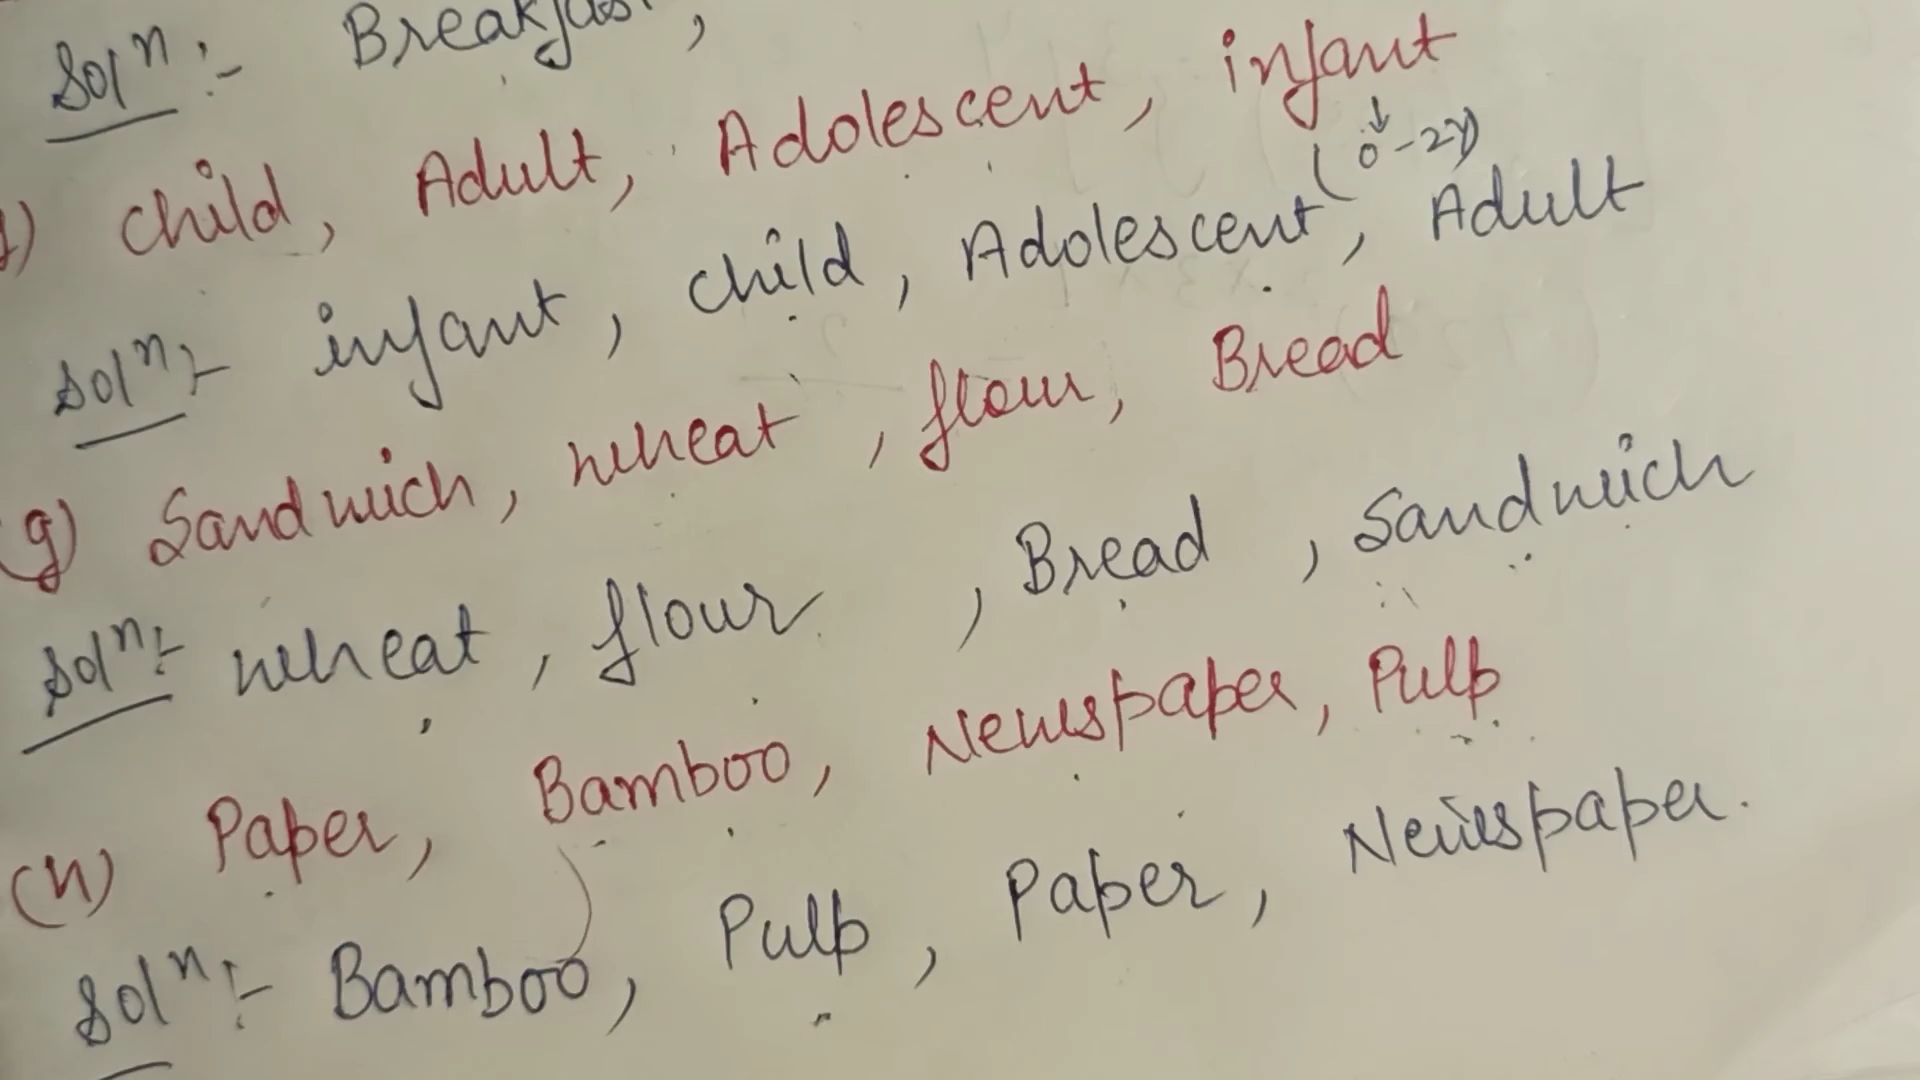 Solⁿ:- Breakfast,
) Child, Adult, Adolescent, infant
(0-2y)
Solⁿ:- infant, child, Adolescent, Adult
g) Sandwich, wheat, flour, Bread
Solⁿ:- wheat, flour, Bread, Sandwich
(h) Paper, Bamboo, Newspaper, Pulp
Solⁿ:- Bamboo, Pulp, Paper, Newspaper.